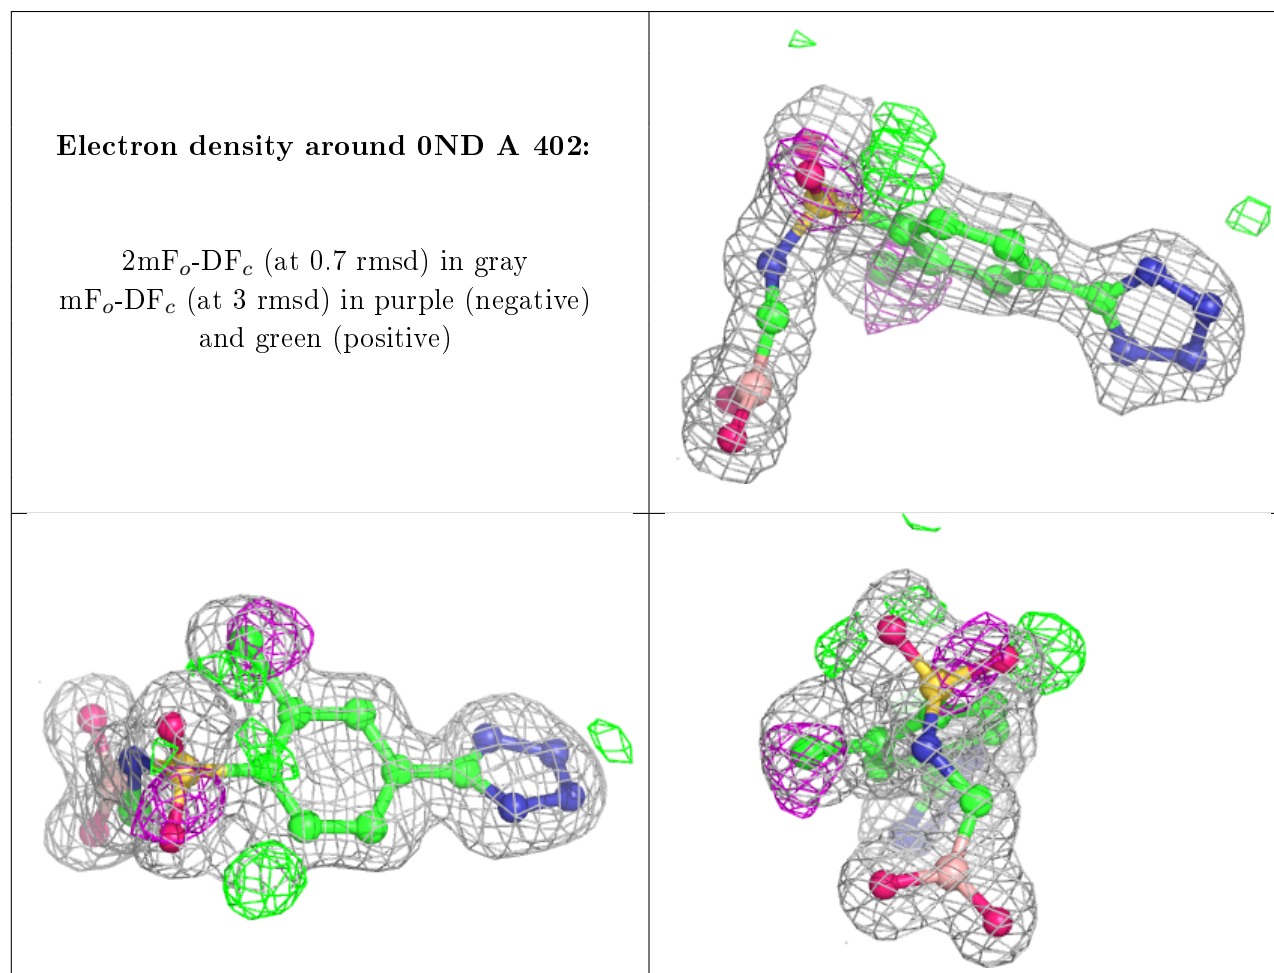 Electron density around 0ND A 402:
2mFo-DFc (at 0.7 rmsd) in gray
mFo-DFc (at 3 rmsd) in purple (negative)
and green (positive)